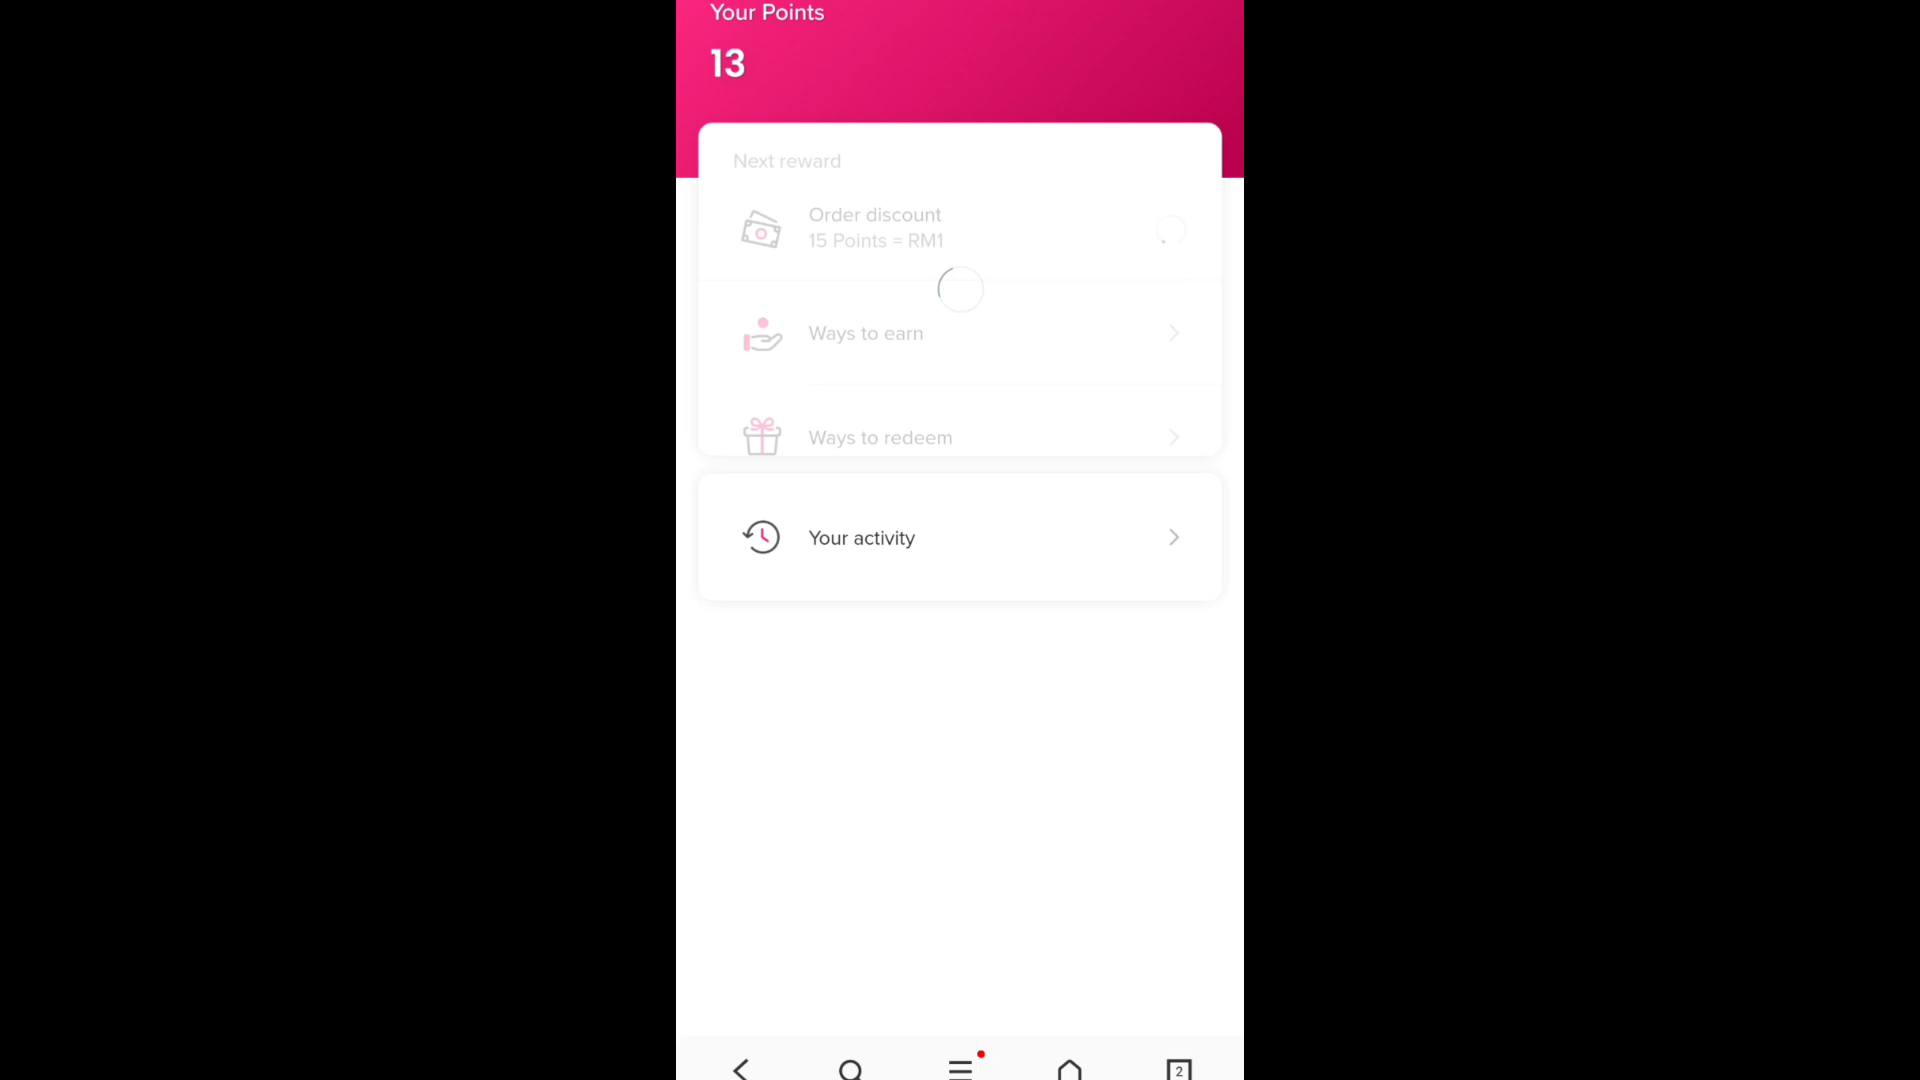 Your Points
13
Next reward
Order discount
15 Points = RM1
Ways to earn
Ways to redeem
Your activity
2